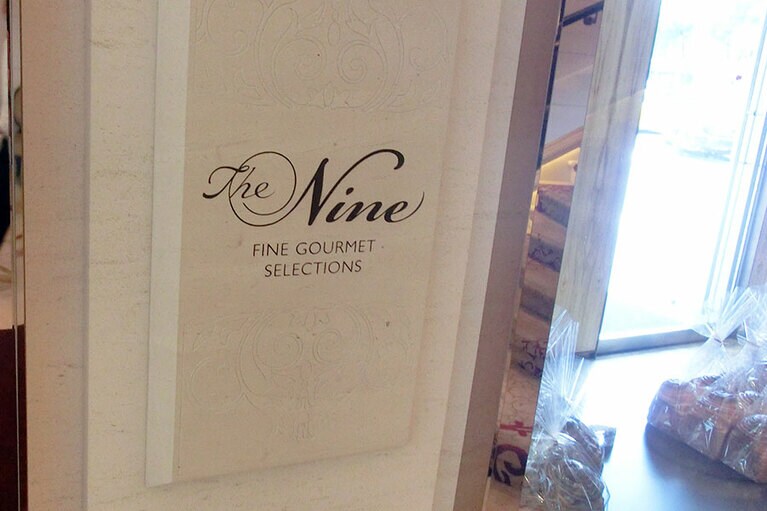 The Nine
FINE GOURMET
SELECTIONS